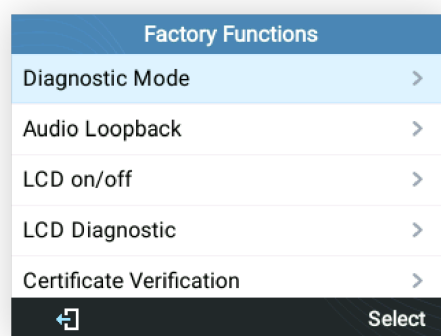 Factory Functions
Diagnostic Mode
Audio Loopback
LCD on/off
LCD Diagnostic
Certificate Verification
Select